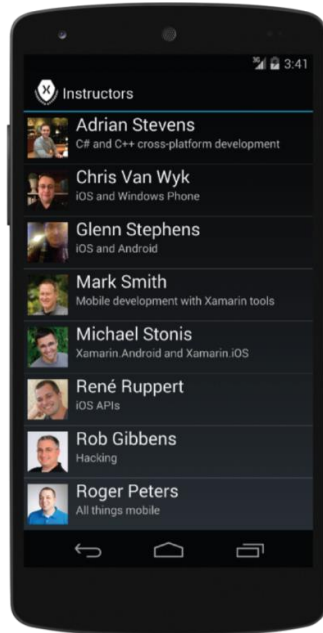 3G 3:41
X Instructors
Adrian Stevens
C# and C++ cross-platform development
Chris Van Wyk
iOS and Windows Phone
Glenn Stephens
iOS and Android
Mark Smith
Mobile development with Xamarin tools
Michael Stonis
Xamarin.Android and Xamarin.iOS
René Ruppert
iOS APIs
Rob Gibbens
Hacking
Roger Peters
All things mobile